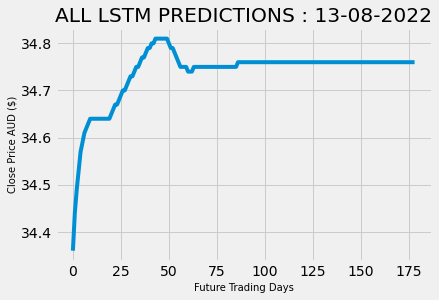 ALL LSTM PREDICTIONS : 13-08-2022
Close Price AUD ($)
34.8
34.7
34.6
34.5
34.4
0 25 50 75 100 125 150 175
Future Trading Days